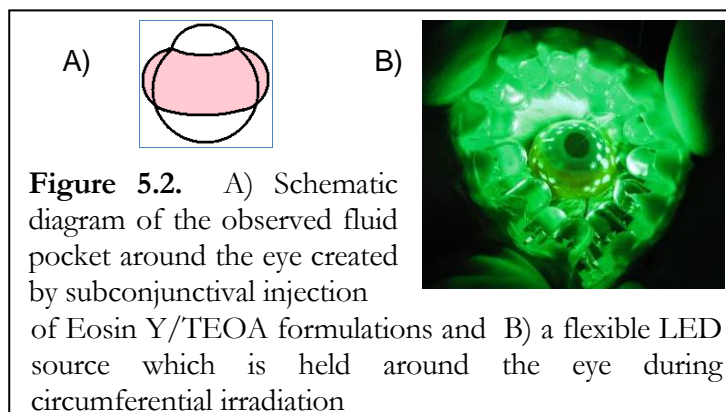 A)
B)
Figure 5.2. A) Schematic
diagram of the observed fluid
pocket around the eye created
by subconjunctival injection
of Eosin Y/TEOA formulations and B) a flexible LED
source which is held around the eye during
circumferential irradiation